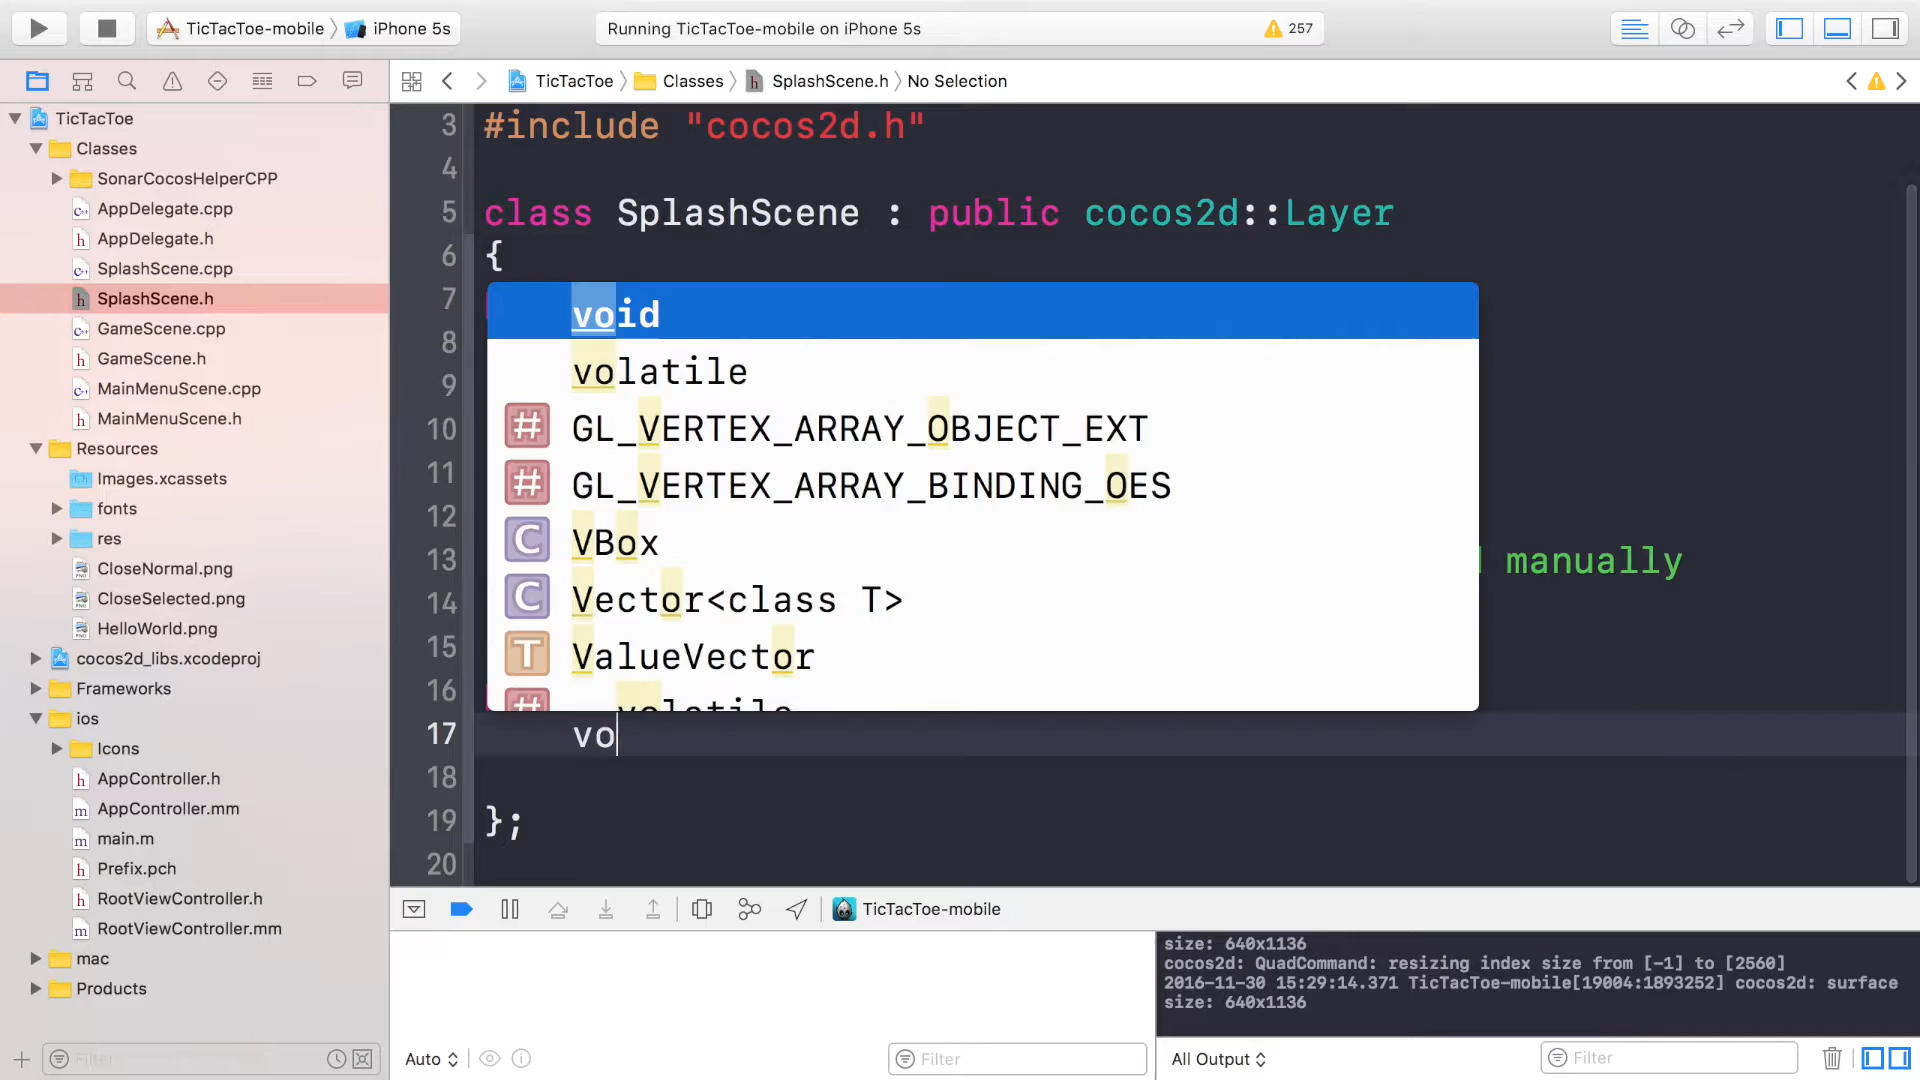 TicTacToe-mobile
iPhone 5s
Running TicTacToe-mobile on iPhone 5s
257
TicTacToe
Classes
SplashScene.h
No Selection
TicTacToe
Classes
SonarCocosHelperCPP
AppDelegate.cpp
AppDelegate.h
SplashScene.cpp
SplashScene.h
GameScene.cpp
GameScene.h
MainMenuScene.cpp
MainMenuScene.h
Resources
Images.xcassets
fonts
res
CloseNormal.png
CloseSelected.png
HelloWorld.png
cocos2d_libs.xcodeproj
Frameworks
ios
Icons
AppController.h
AppController.mm
main.m
Prefix.pch
RootViewController.h
RootViewController.mm
mac
Products
Filter
3 #include "cocos2d.h"
4
5 class SplashScene : public cocos2d::Layer
6 {
7
8
9
10
11
12
13 manually
14
15
16
17 vo
18
19 };
20
void
volatile
# GL_VERTEX_ARRAY_OBJECT_EXT
# GL_VERTEX_ARRAY_BINDING_OES
C VBox
C Vector<class T>
T ValueVector
TicTacToe-mobile
size: 640x1136
cocos2d: QuadCommand: resizing index size from [-1] to [2560]
2016-11-30 15:29:14.371 TicTacToe-mobile[19004:1893252] cocos2d: surface
size: 640x1136
Auto
Filter
All Output
Filter